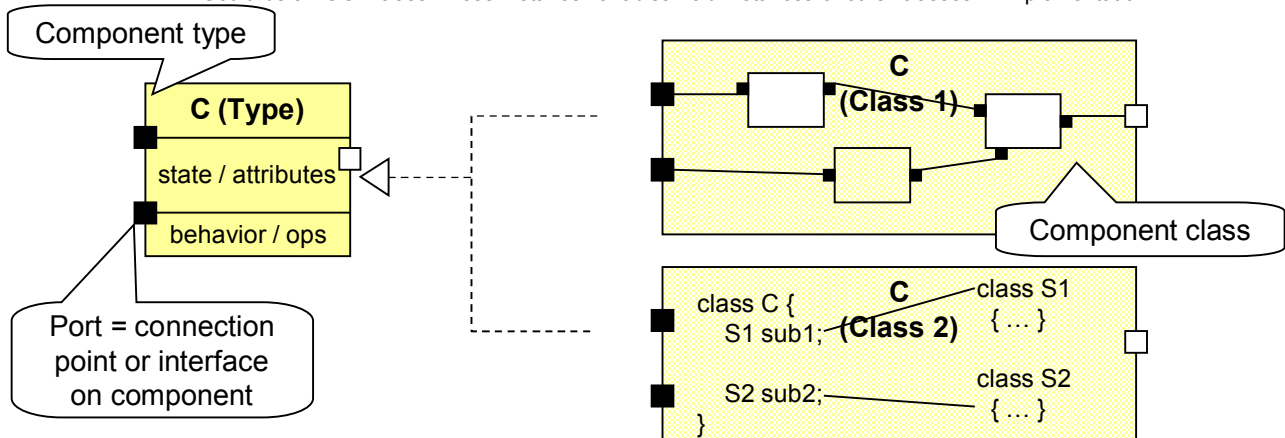 Component type
C (Type)
state / attributes
behavior / ops
Port = connection
point or interface
on component
C
(Class 1)
Component class
C
(Class 2)
class C {
S1 sub1;
S2 sub2;
}
class S1
{ … }
class S2
{ … }